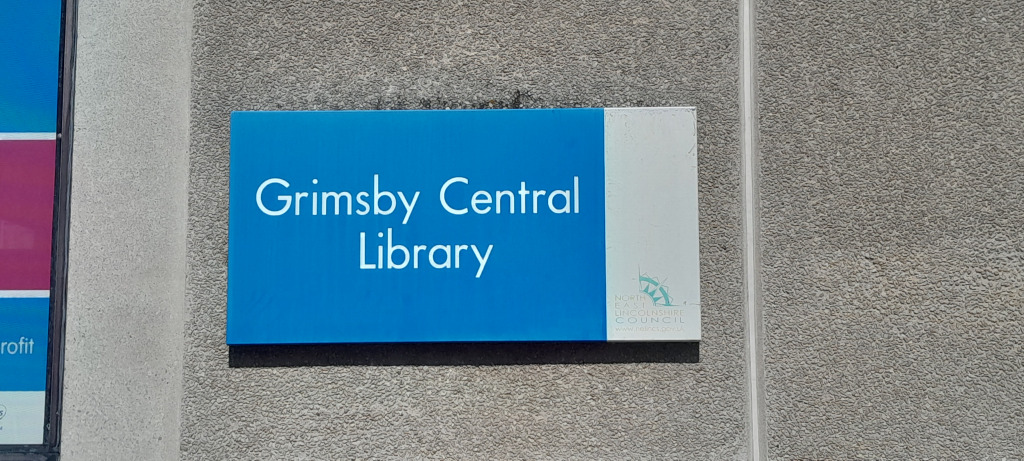 Grimsby Central
Library
NORTH
EAST
LINCOLNSHIRE
COUNCIL
rofit